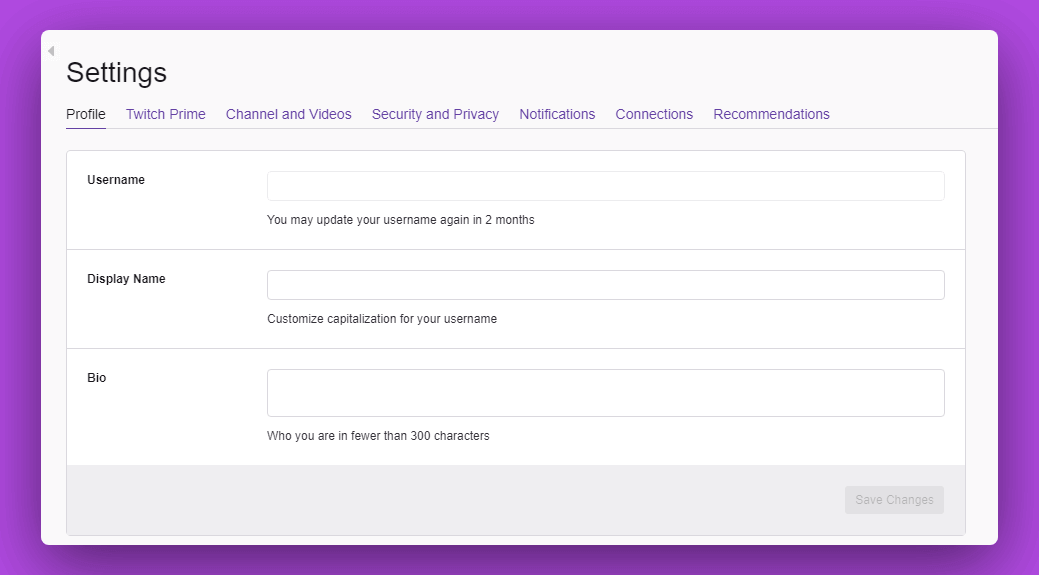 Settings
Profile Twitch Prime Channel and Videos Security and Privacy Notifications Connections Recommendations
Username
You may update your username again in 2 months
Display Name
Customize capitalization for your username
Bio
Who you are in fewer than 300 characters
Save Changes